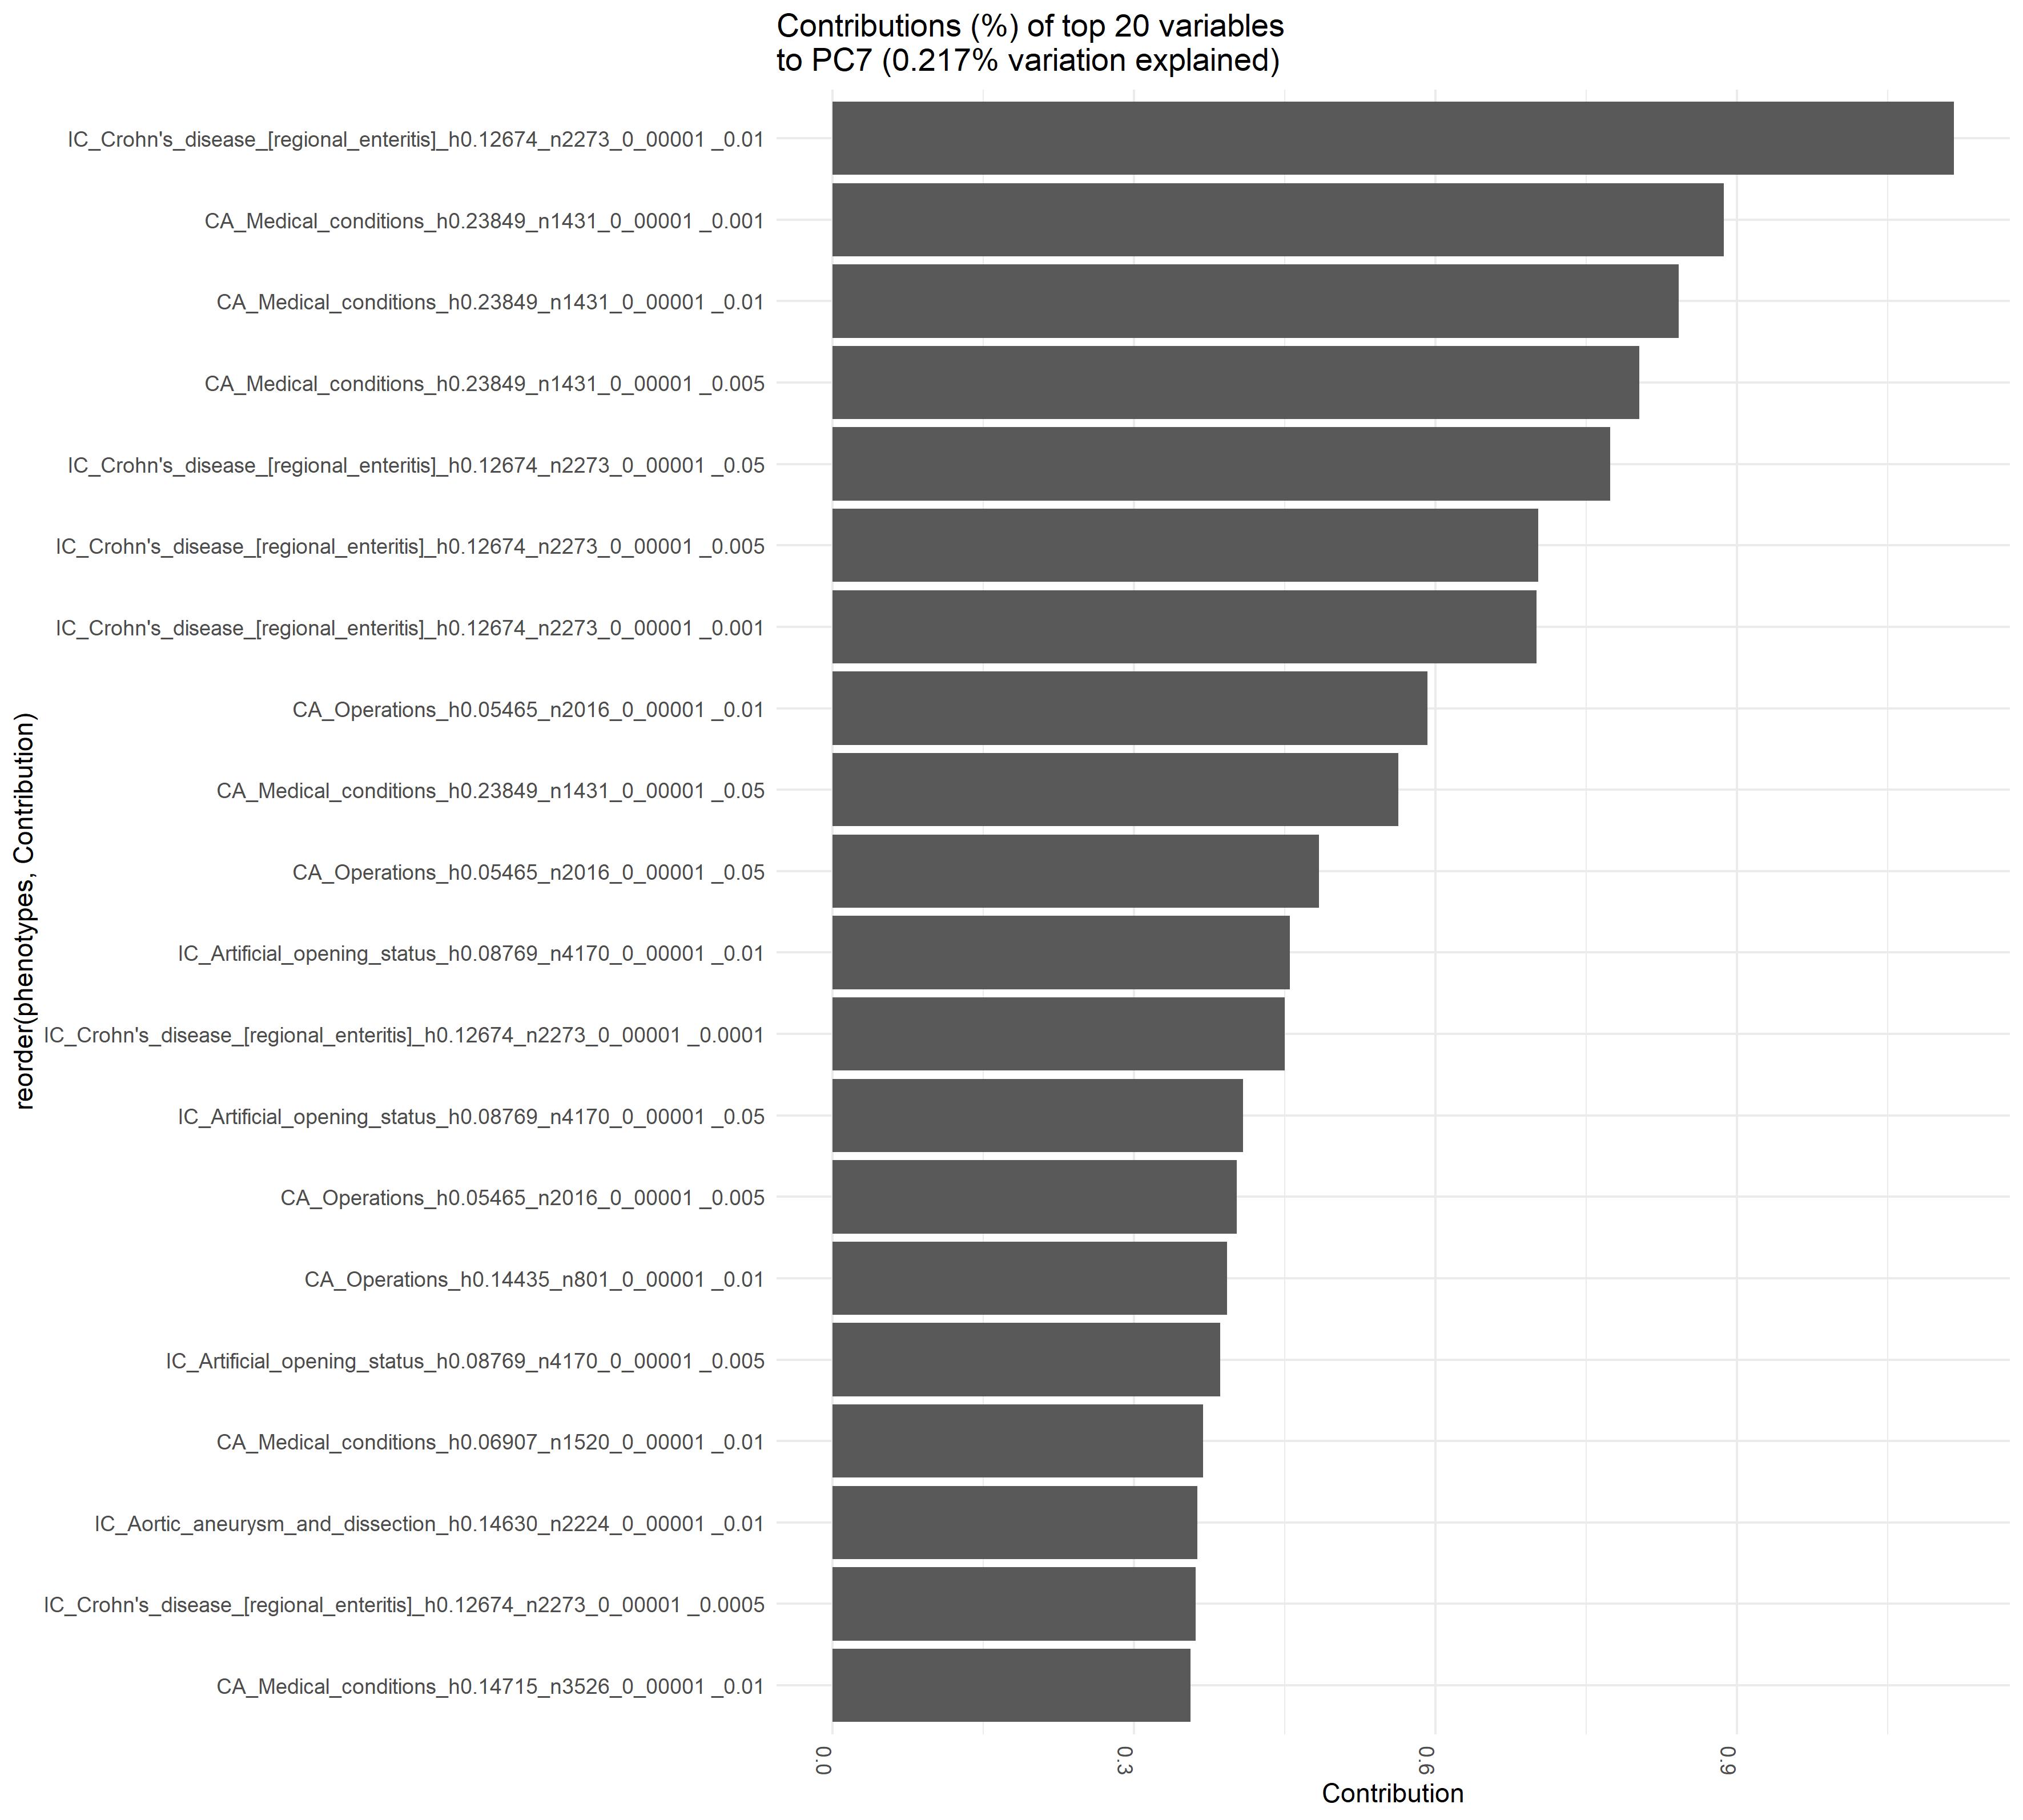 Contributions (%) of top 20 variables
to PC7 (0.217% variation explained)
IC_Crohn's_disease_[regional_enteritis]_h0.12674_n2273_0_00001 _0.01
CA_Medical_conditions_h0.23849_n1431_0_00001 _0.001
CA_Medical_conditions_h0.23849_n1431_0_00001 _0.01
CA_Medical_conditions_h0.23849_n1431_0_00001 _0.005
IC_Crohn's_disease_[regional_enteritis]_h0.12674_n2273_0_00001 _0.05
IC_Crohn's_disease_[regional_enteritis]_h0.12674_n2273_0_00001 _0.005
IC_Crohn's_disease_[regional_enteritis]_h0.12674_n2273_0_00001 _0.001
CA_Operations_h0.05465_n2016_0_00001 _0.01
CA_Medical_conditions_h0.23849_n1431_0_00001 _0.05
CA_Operations_h0.05465_n2016_0_00001 _0.05
IC_Artificial_opening_status_h0.08769_n4170_0_00001 _0.01
IC_Crohn's_disease_[regional_enteritis]_h0.12674_n2273_0_00001 _0.0001
IC_Artificial_opening_status_h0.08769_n4170_0_00001 _0.05
CA_Operations_h0.05465_n2016_0_00001 _0.005
CA_Operations_h0.14435_n801_0_00001 _0.01
IC_Artificial_opening_status_h0.08769_n4170_0_00001 _0.005
CA_Medical_conditions_h0.06907_n1520_0_00001 _0.01
IC_Aortic_aneurysm_and_dissection_h0.14630_n2224_0_00001 _0.01
IC_Crohn's_disease_[regional_enteritis]_h0.12674_n2273_0_00001 _0.0005
CA_Medical_conditions_h0.14715_n3526_0_00001 _0.01
reorder(phenotypes, Contribution)
0.0
0.3
0.6
0.9
Contribution